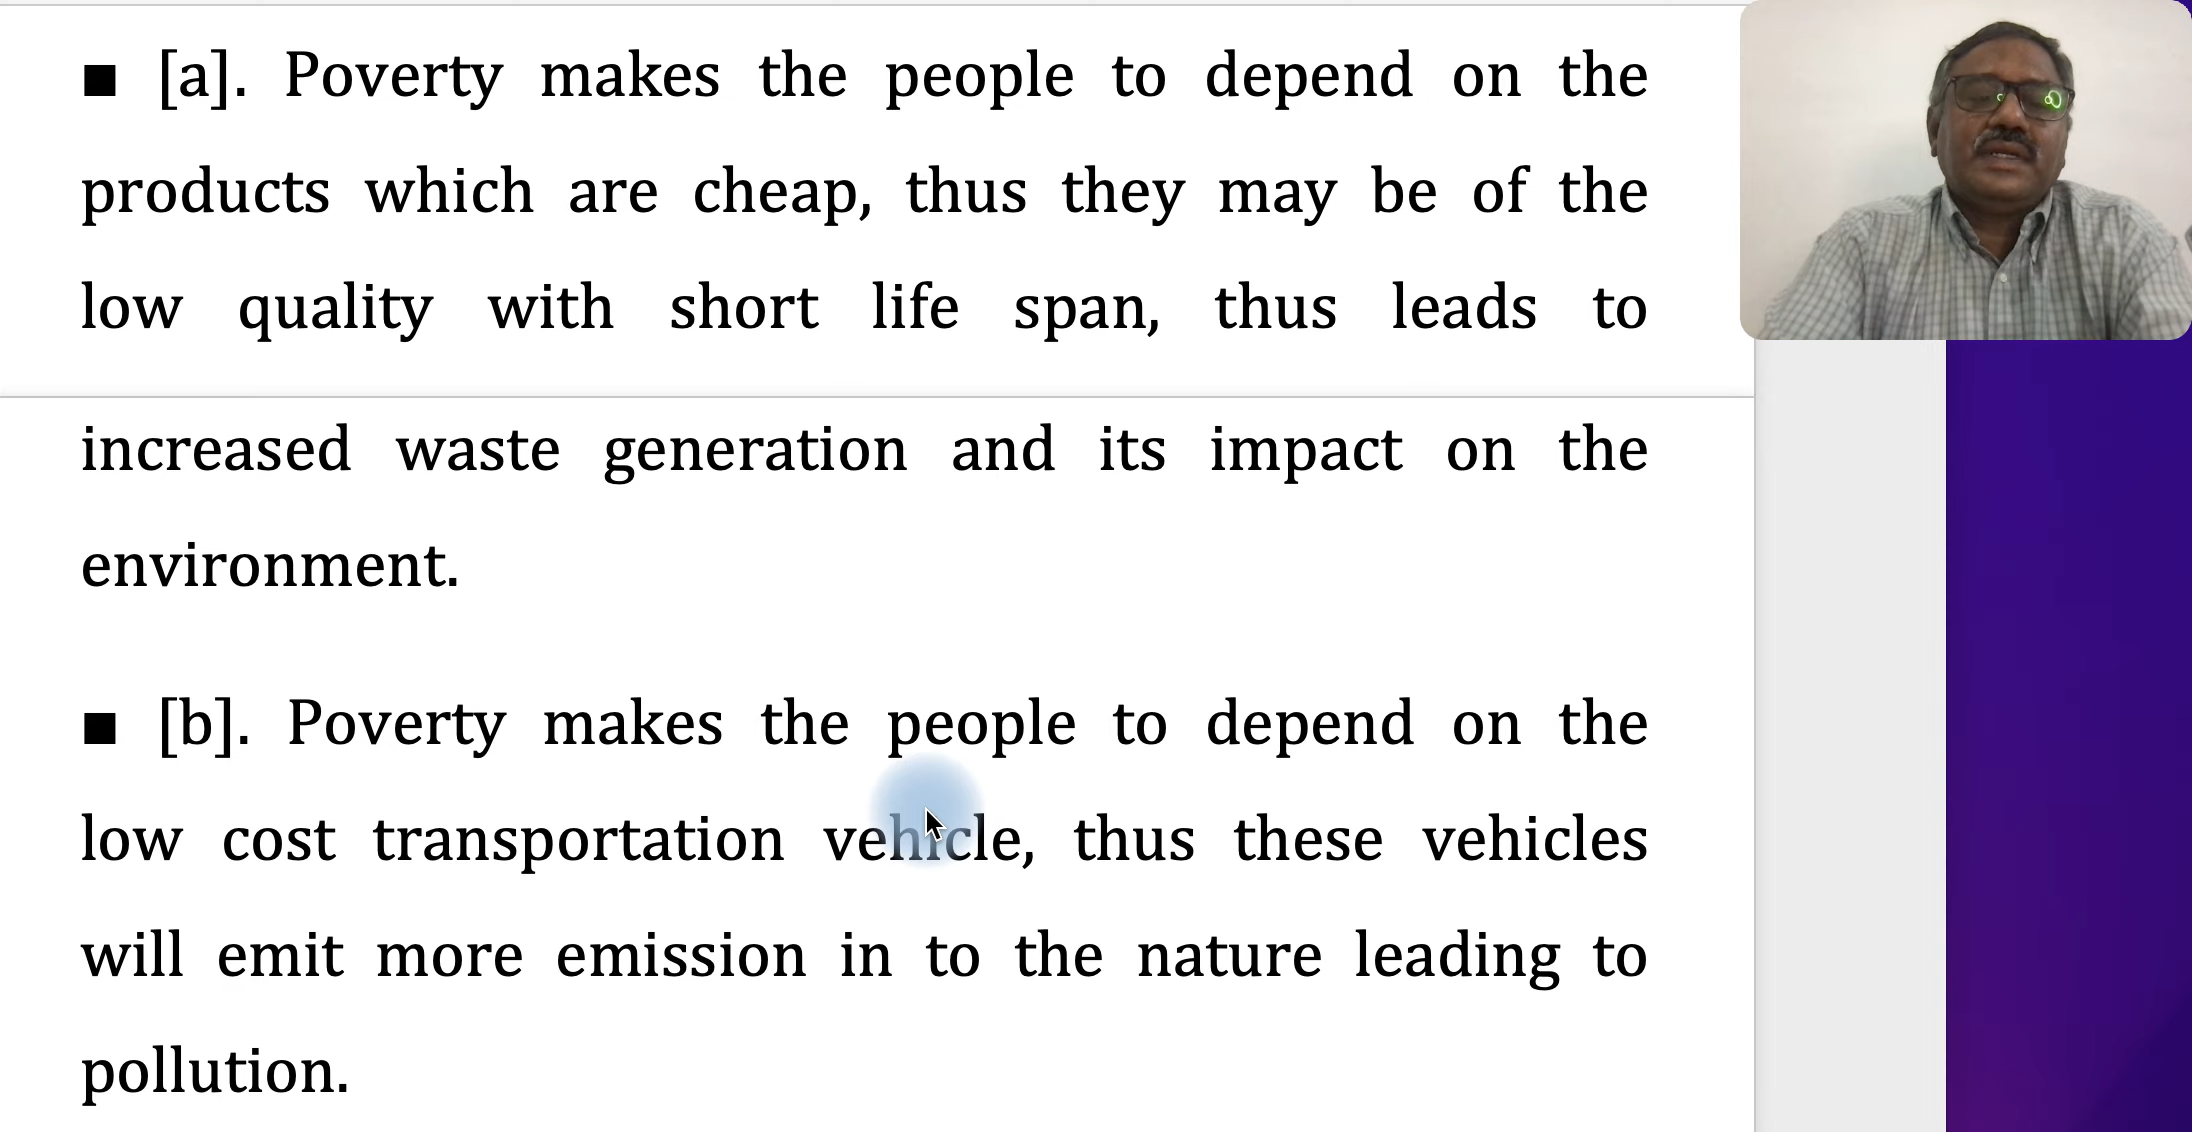 ■ [a]. Poverty makes the people to depend on the
products which are cheap, thus they may be of the
low quality with short life span, thus leads to
increased waste generation and its impact on the
environment.
■ [b]. Poverty makes the people to depend on the
low cost transportation vehicle, thus these vehicles
will emit more emission in to the nature leading to
pollution.